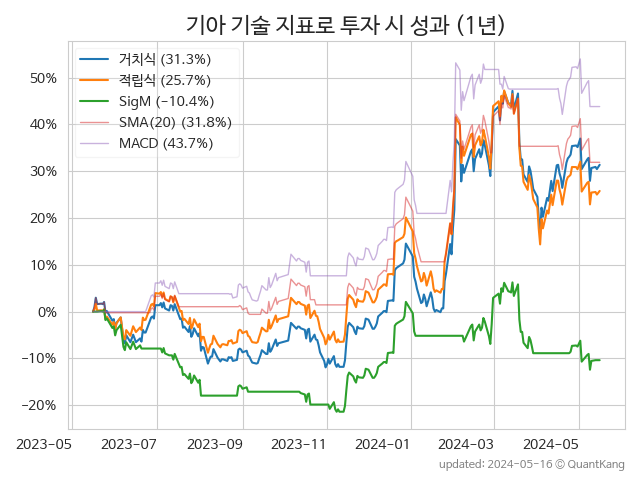 기아 기술 지표로 투자 시 성과 (1년)
거치식 (31.3%)
적립식 (25.7%)
SigM (−10.4%)
SMA(20) (31.8%)
MACD (43.7%)
50%
40%
30%
20%
10%
0%
−10%
−20%
2023-05 2023-07 2023-09 2023-11 2024-01 2024-03 2024-05
updated: 2024-05-16 ⓒ QuantKang